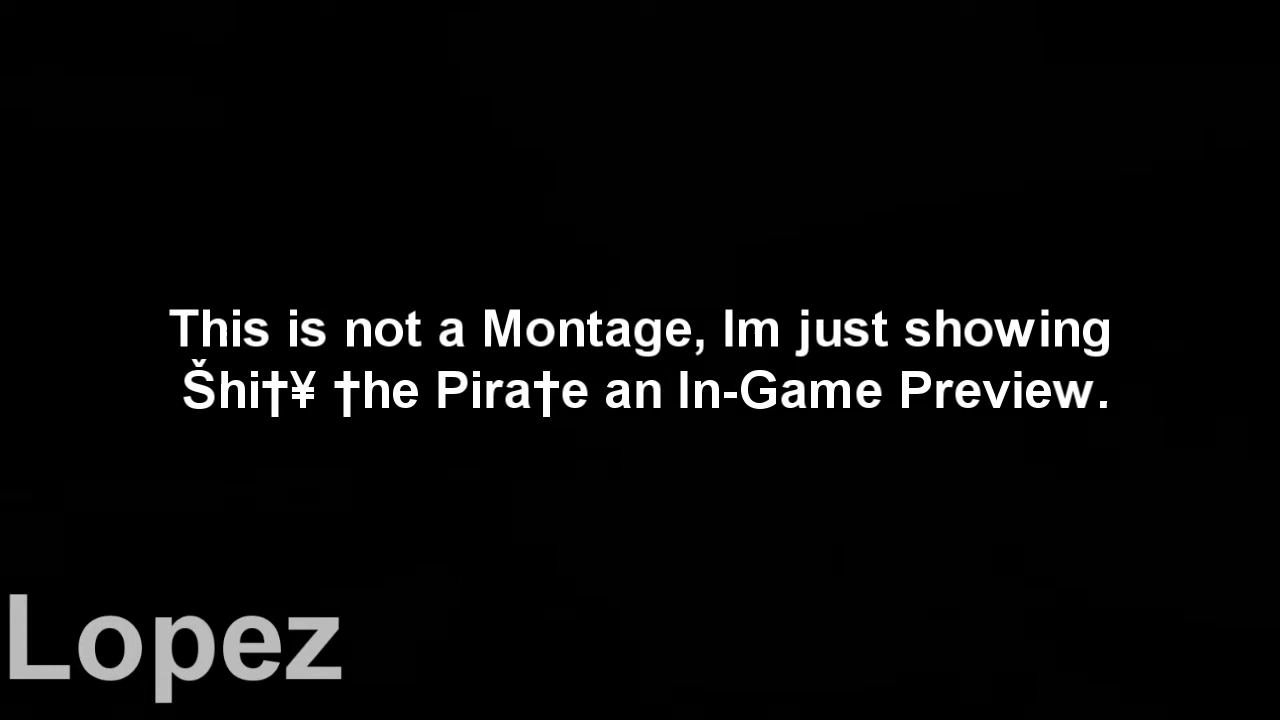 This is not a Montage, Im just showing
Šhi†¥ †he Pira†e an In-Game Preview.
Lopez